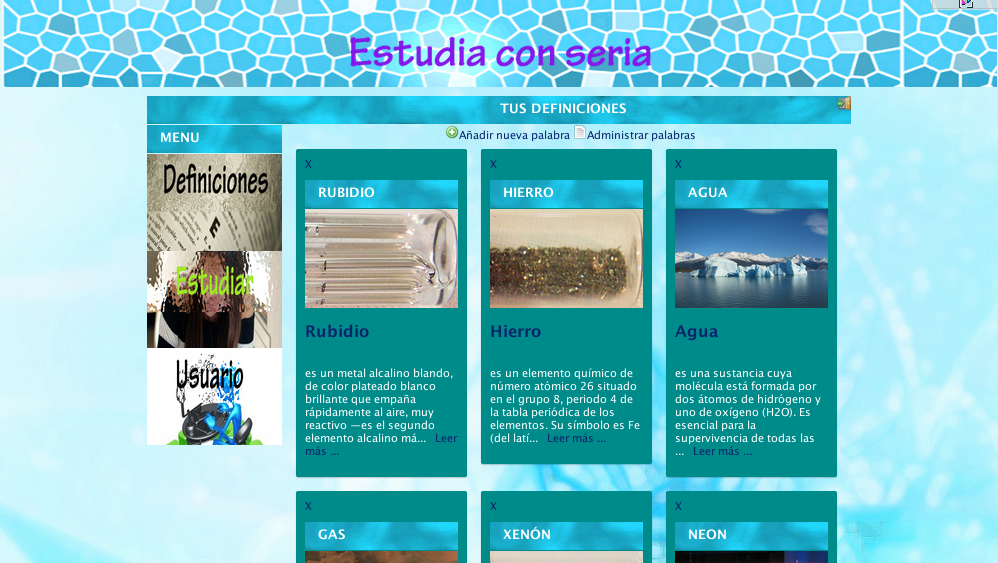 Estudia con seria
TUS DEFINICIONES
MENU
Añadir nueva palabra Administrar palabras
Definiciones
E
Estudiar
Usuario
X
RUBIDIO
Rubidio
es un metal alcalino blando,
de color plateado blanco
brillante que empaña
rápidamente al aire, muy
reactivo —es el segundo
elemento alcalino má... Leer
más ...
X
HIERRO
Hierro
es un elemento químico de
número atómico 26 situado
en el grupo 8, periodo 4 de
la tabla periódica de los
elementos. Su símbolo es Fe
(del latí... Leer más ...
X
AGUA
Agua
es una sustancia cuya
molécula está formada por
dos átomos de hidrógeno y
uno de oxígeno (H2O). Es
esencial para la
supervivencia de todas las
... Leer más ...
X
GAS
X
XENÓN
X
NEON